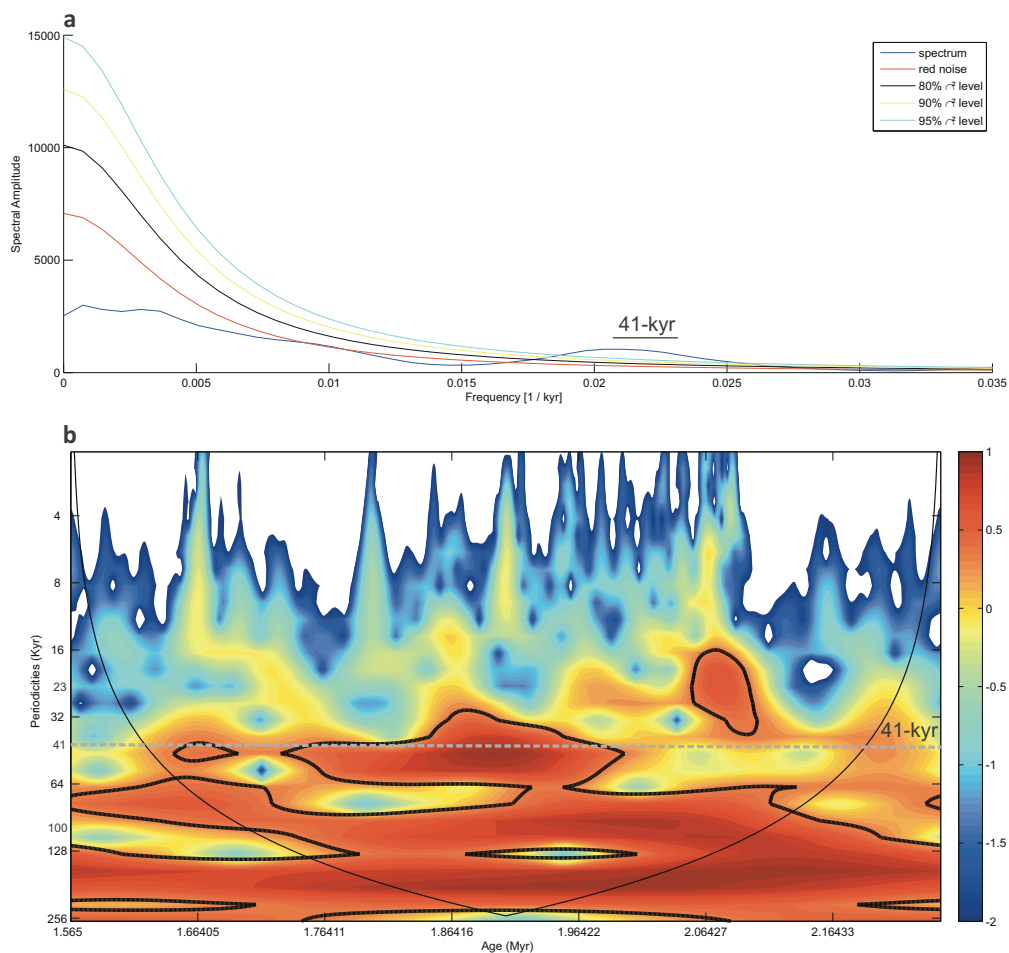 a
15000
10000
5000
0
Spectral Amplitude
spectrum
red noise
80% level
90% level
95% level
41-kyr
0 0.005 0.01 0.015 0.02 0.025 0.03 0.035
Frequency [1 / kyr]
b
4
8
16
23
32
41
64
100
128
256
Periodicities (Kyr)
41-kyr
1.565 1.66405 1.76411 1.86416 1.96422 2.06427 2.16433
Age (Myr)
1
0.5
0
-0.5
-1
-1.5
-2